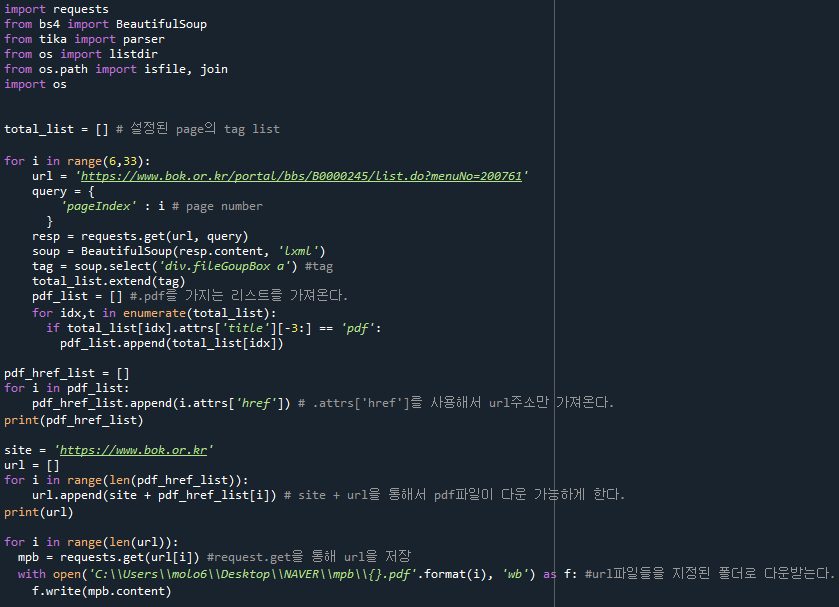 import requests
from bs4 import BeautifulSoup
from tika import parser
from os import listdir
from os.path import isfile, join
import os
total_list = [] # 설정된 page의 tag list
for i in range(6,33):
    url = 'https://www.bok.or.kr/portal/bbs/B0000245/list.do?menuNo=200761'
    query = {
        'pageIndex' : i # page number
      }
    resp = requests.get(url, query)
    soup = BeautifulSoup(resp.content, 'lxml')
    tag = soup.select('div.fileGoupBox a') #tag
    total_list.extend(tag)
    pdf_list = [] #.pdf를 가지는 리스트를 가져온다.
    for idx,t in enumerate(total_list):
      if total_list[idx].attrs['title'][-3:] == 'pdf':
        pdf_list.append(total_list[idx])
pdf_href_list = []
for i in pdf_list:
    pdf_href_list.append(i.attrs['href']) # .attrs['href']를 사용해서 url주소만 가져온다.
print(pdf_href_list)
site = 'https://www.bok.or.kr'
url = []
for i in range(len(pdf_href_list)):
    url.append(site + pdf_href_list[i]) # site + url을 통해서 pdf파일이 다운 가능하게 한다.
print(url)
for i in range(len(url)):
  mpb = requests.get(url[i]) #request.get을 통해 url을 저장
  with open('C:\\Users\\molo6\\Desktop\\NAVER\\mpb\\{}.pdf'.format(i), 'wb') as f: #url파일들을 지정된 폴더로 다운받는다.
    f.write(mpb.content)